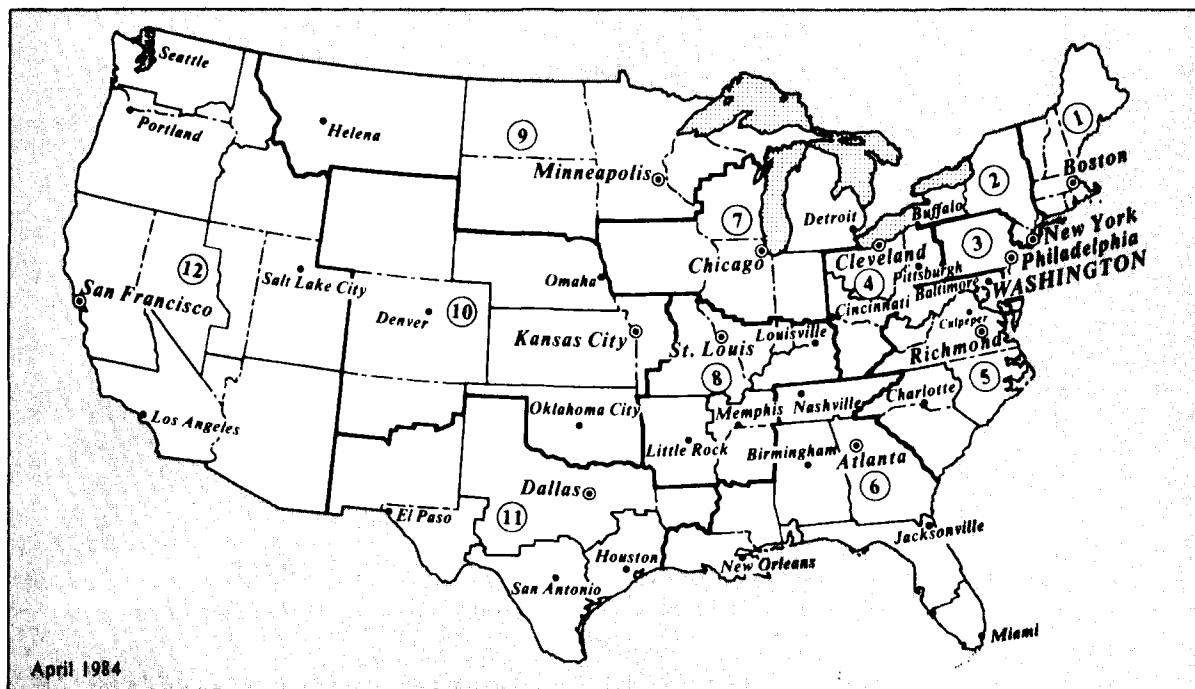 Seattle
Portland
Helena
9
Minneapolis
1
Boston
2
Buffalo
Detroit
7
Chicago
New York
3
Philadelphia
Cleveland
4
Pittsburgh
Baltimore
WASHINGTON
Cincinnati
12
San Francisco
Salt Lake City
Omaha
Denver
10
Kansas City
St. Louis
8
Louisville
Culpeper
Richmond
5
Charlotte
Los Angeles
Oklahoma City
Memphis
Nashville
Little Rock
Birmingham
Atlanta
6
Dallas
11
El Paso
Houston
San Antonio
New Orleans
Jacksonville
Miami
April 1984